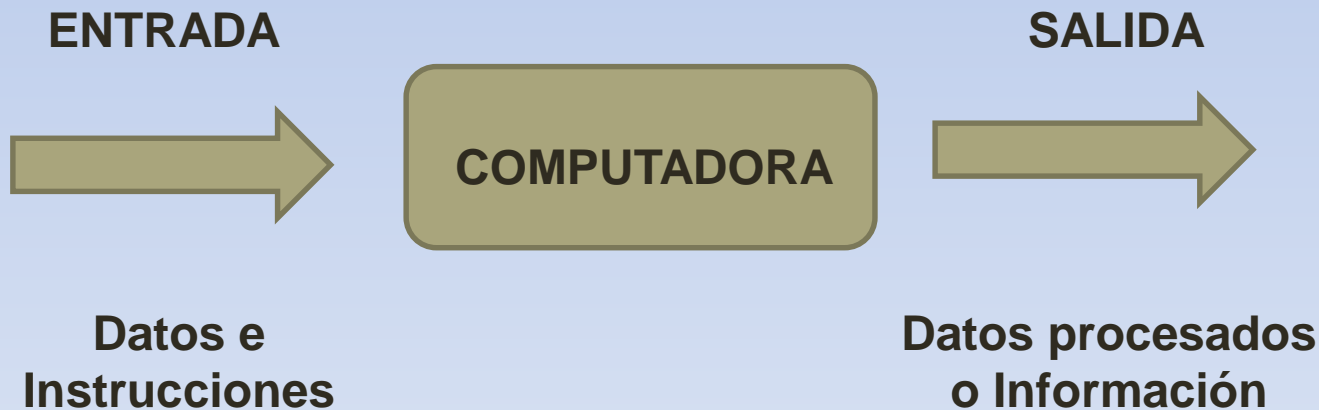 ENTRADA
SALIDA
COMPUTADORA
Datos e
Instrucciones
Datos procesados
o Información